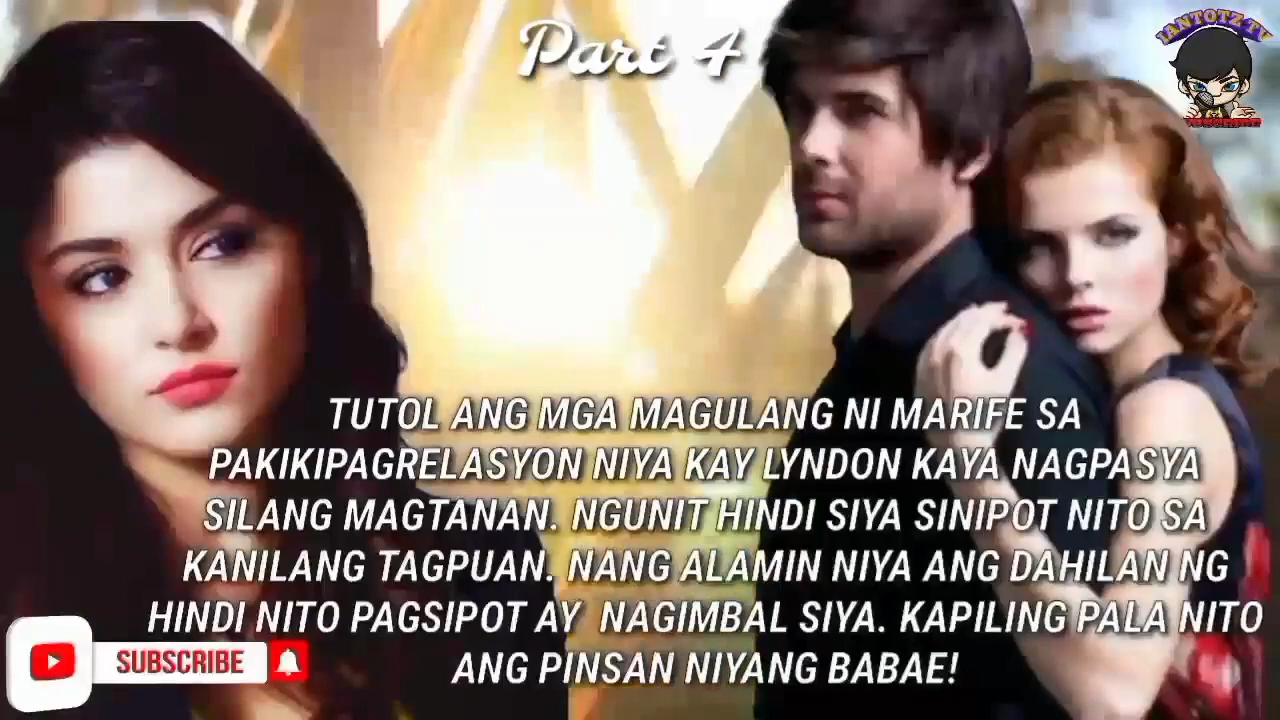 Part 4
JANTOTZ TV
TUTOL ANG MGA MAGULANG NI MARIFE SA
PAKIKIPAGRELASYON NIYA KAY LYNDON KAYA NAGPASYA
SILANG MAGTANAN. NGUNIT HINDI SIYA SINIPOT NITO SA
KANILANG TAGPUAN. NANG ALAMIN NIYA ANG DAHILAN NG
HINDI NITO PAGSIPOT AY NAGIMBAL SIYA. KAPILING PALA NITO
ANG PINSAN NIYANG BABAE!
SUBSCRIBE